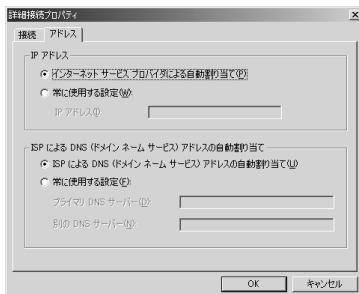 詳細接続プロパティ
接続 アドレス
IP アドレス
インターネット サービス プロバイダによる自動割り当て(P)
常に使用する設定(W):
IP アドレス(I):
ISP による DNS (ドメイン ネーム サービス) アドレスの自動割り当て
ISP による DNS (ドメイン ネーム サービス) アドレスの自動割り当て(U)
常に使用する設定(F):
プライマリ DNS サーバー(D):
別の DNS サーバー(N):
OK キャンセル